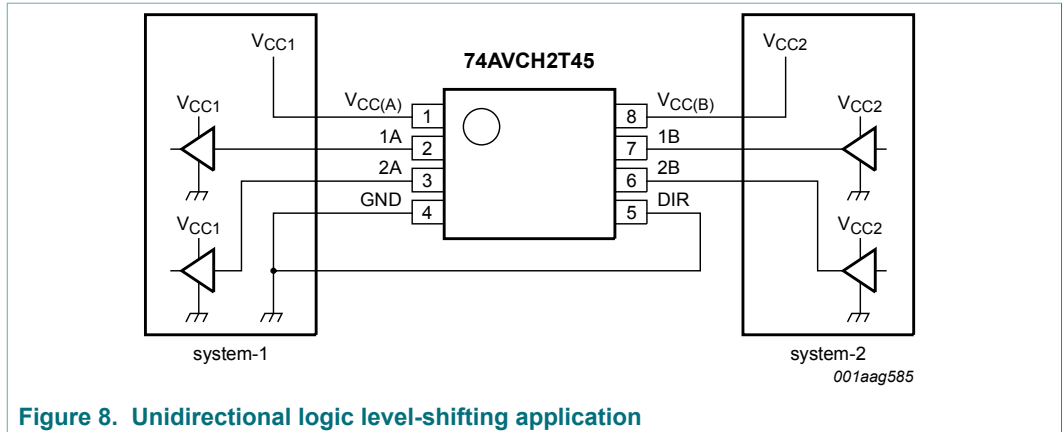 VCC1
VCC2
74AVCH2T45
VCC1
VCC(A)
1
8
VCC(B)
VCC2
1A
2
7
1B
2A
3
6
2B
GND
4
5
DIR
VCC1
VCC2
system-1
system-2
001aag585
Figure 8. Unidirectional logic level-shifting application